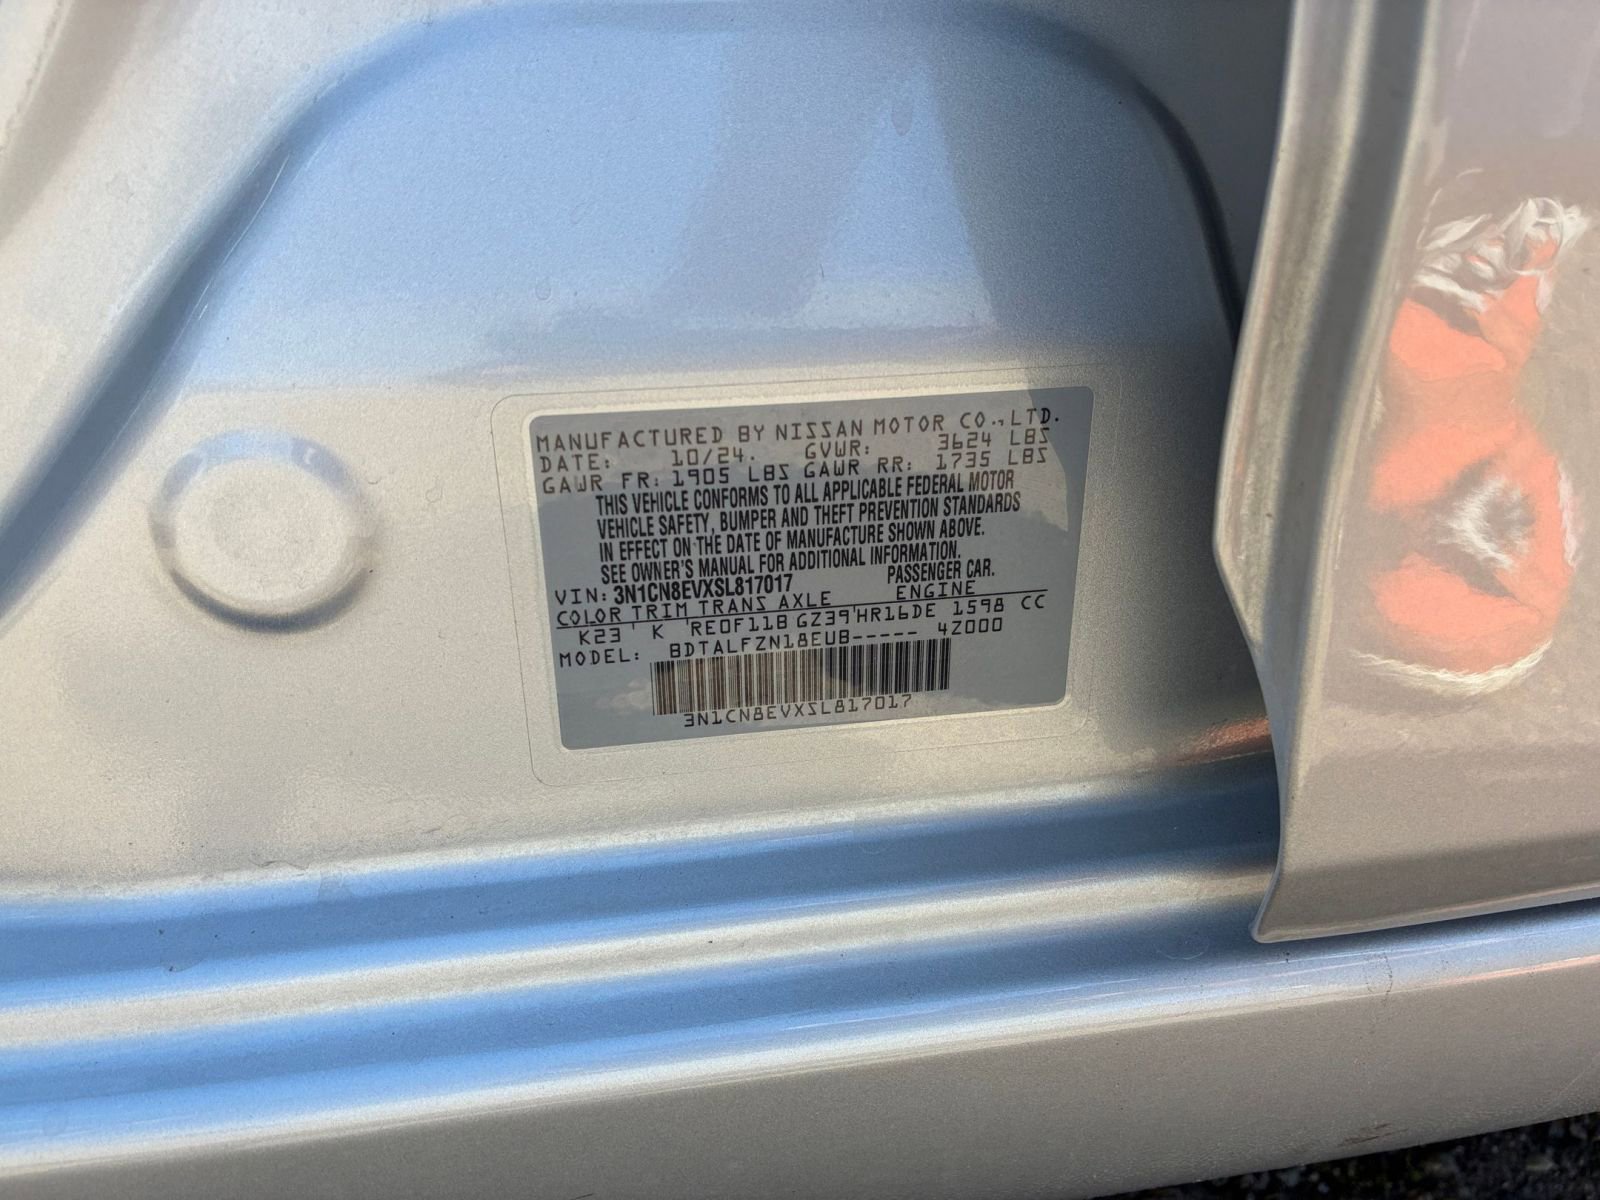 MANUFACTURED BY NISSAN MOTOR CO., LTD.
DATE: 10/24. GVWR: 3624 LBS
GAWR FR: 1905 LBS GAWR RR: 1735 LBS
THIS VEHICLE CONFORMS TO ALL APPLICABLE FEDERAL MOTOR
VEHICLE SAFETY, BUMPER AND THEFT PREVENTION STANDARDS
IN EFFECT ON THE DATE OF MANUFACTURE SHOWN ABOVE.
SEE OWNER'S MANUAL FOR ADDITIONAL INFORMATION.
VIN: 3N1CN8EVXSL817017 PASSENGER CAR.
COLOR TRIM TRANS AXLE ENGINE
K23 ' K 'RE0F11B GZ39'HR16DE 1598 CC
MODEL: BDTALFZN18EUB----- 4Z000
3N1CN8EVXSL817017